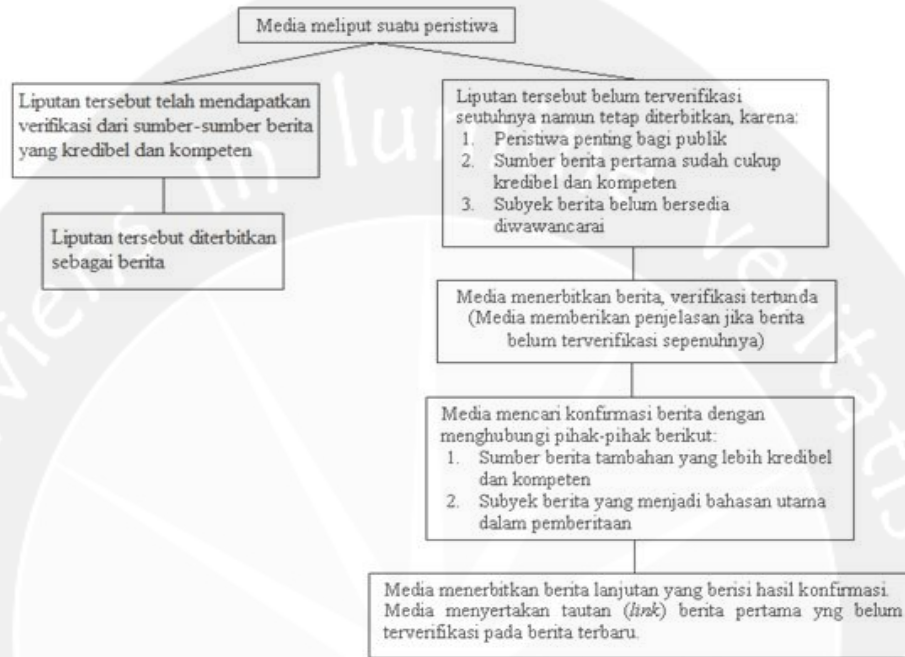 Media meliput suatu peristiwa
Liputan tersebut telah mendapatkan
verifikasi dari sumber-sumber berita
yang kredibel dan kompeten
Liputan tersebut diterbitkan
sebagai berita
Liputan tersebut belum terverifikasi
seutuhnya namun tetap diterbitkan, karena:
1. Peristiwa penting bagi publik
2. Sumber berita pertama sudah cukup
kredibel dan kompeten
3. Subyek berita belum bersedia
diwawancarai
Media menerbitkan berita, verifikasi tertunda
(Media memberikan penjelasan jika berita
belum terverifikasi sepenuhnya)
Media mencari konfirmasi berita dengan
menghubungi pihak-pihak berikut:
1. Sumber berita tambahan yang lebih kredibel
dan kompeten
2. Subyek berita yang menjadi bahasan utama
dalam pemberitaan
Media menerbitkan berita lanjutan yang berisi hasil konfirmasi.
Media menyertakan tautan (link) berita pertama yng belum
terverifikasi pada berita terbaru.
viens in lumine veritatis